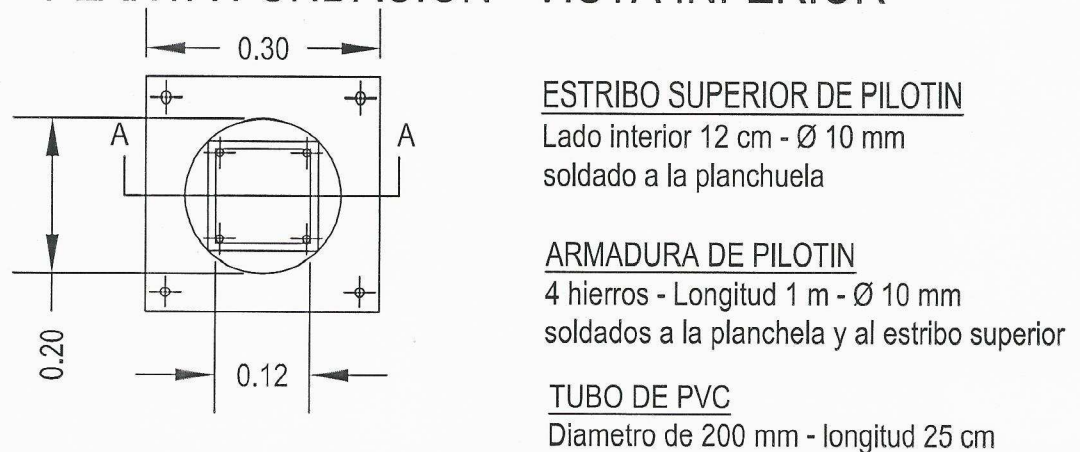 0.30
A
A
0.20
0.12
ESTRIBO SUPERIOR DE PILOTIN
Lado interior 12 cm - Ø 10 mm
soldado a la planchuela
ARMADURA DE PILOTIN
4 hierros - Longitud 1 m - Ø 10 mm
soldados a la planchela y al estribo superior
TUBO DE PVC
Diametro de 200 mm - longitud 25 cm